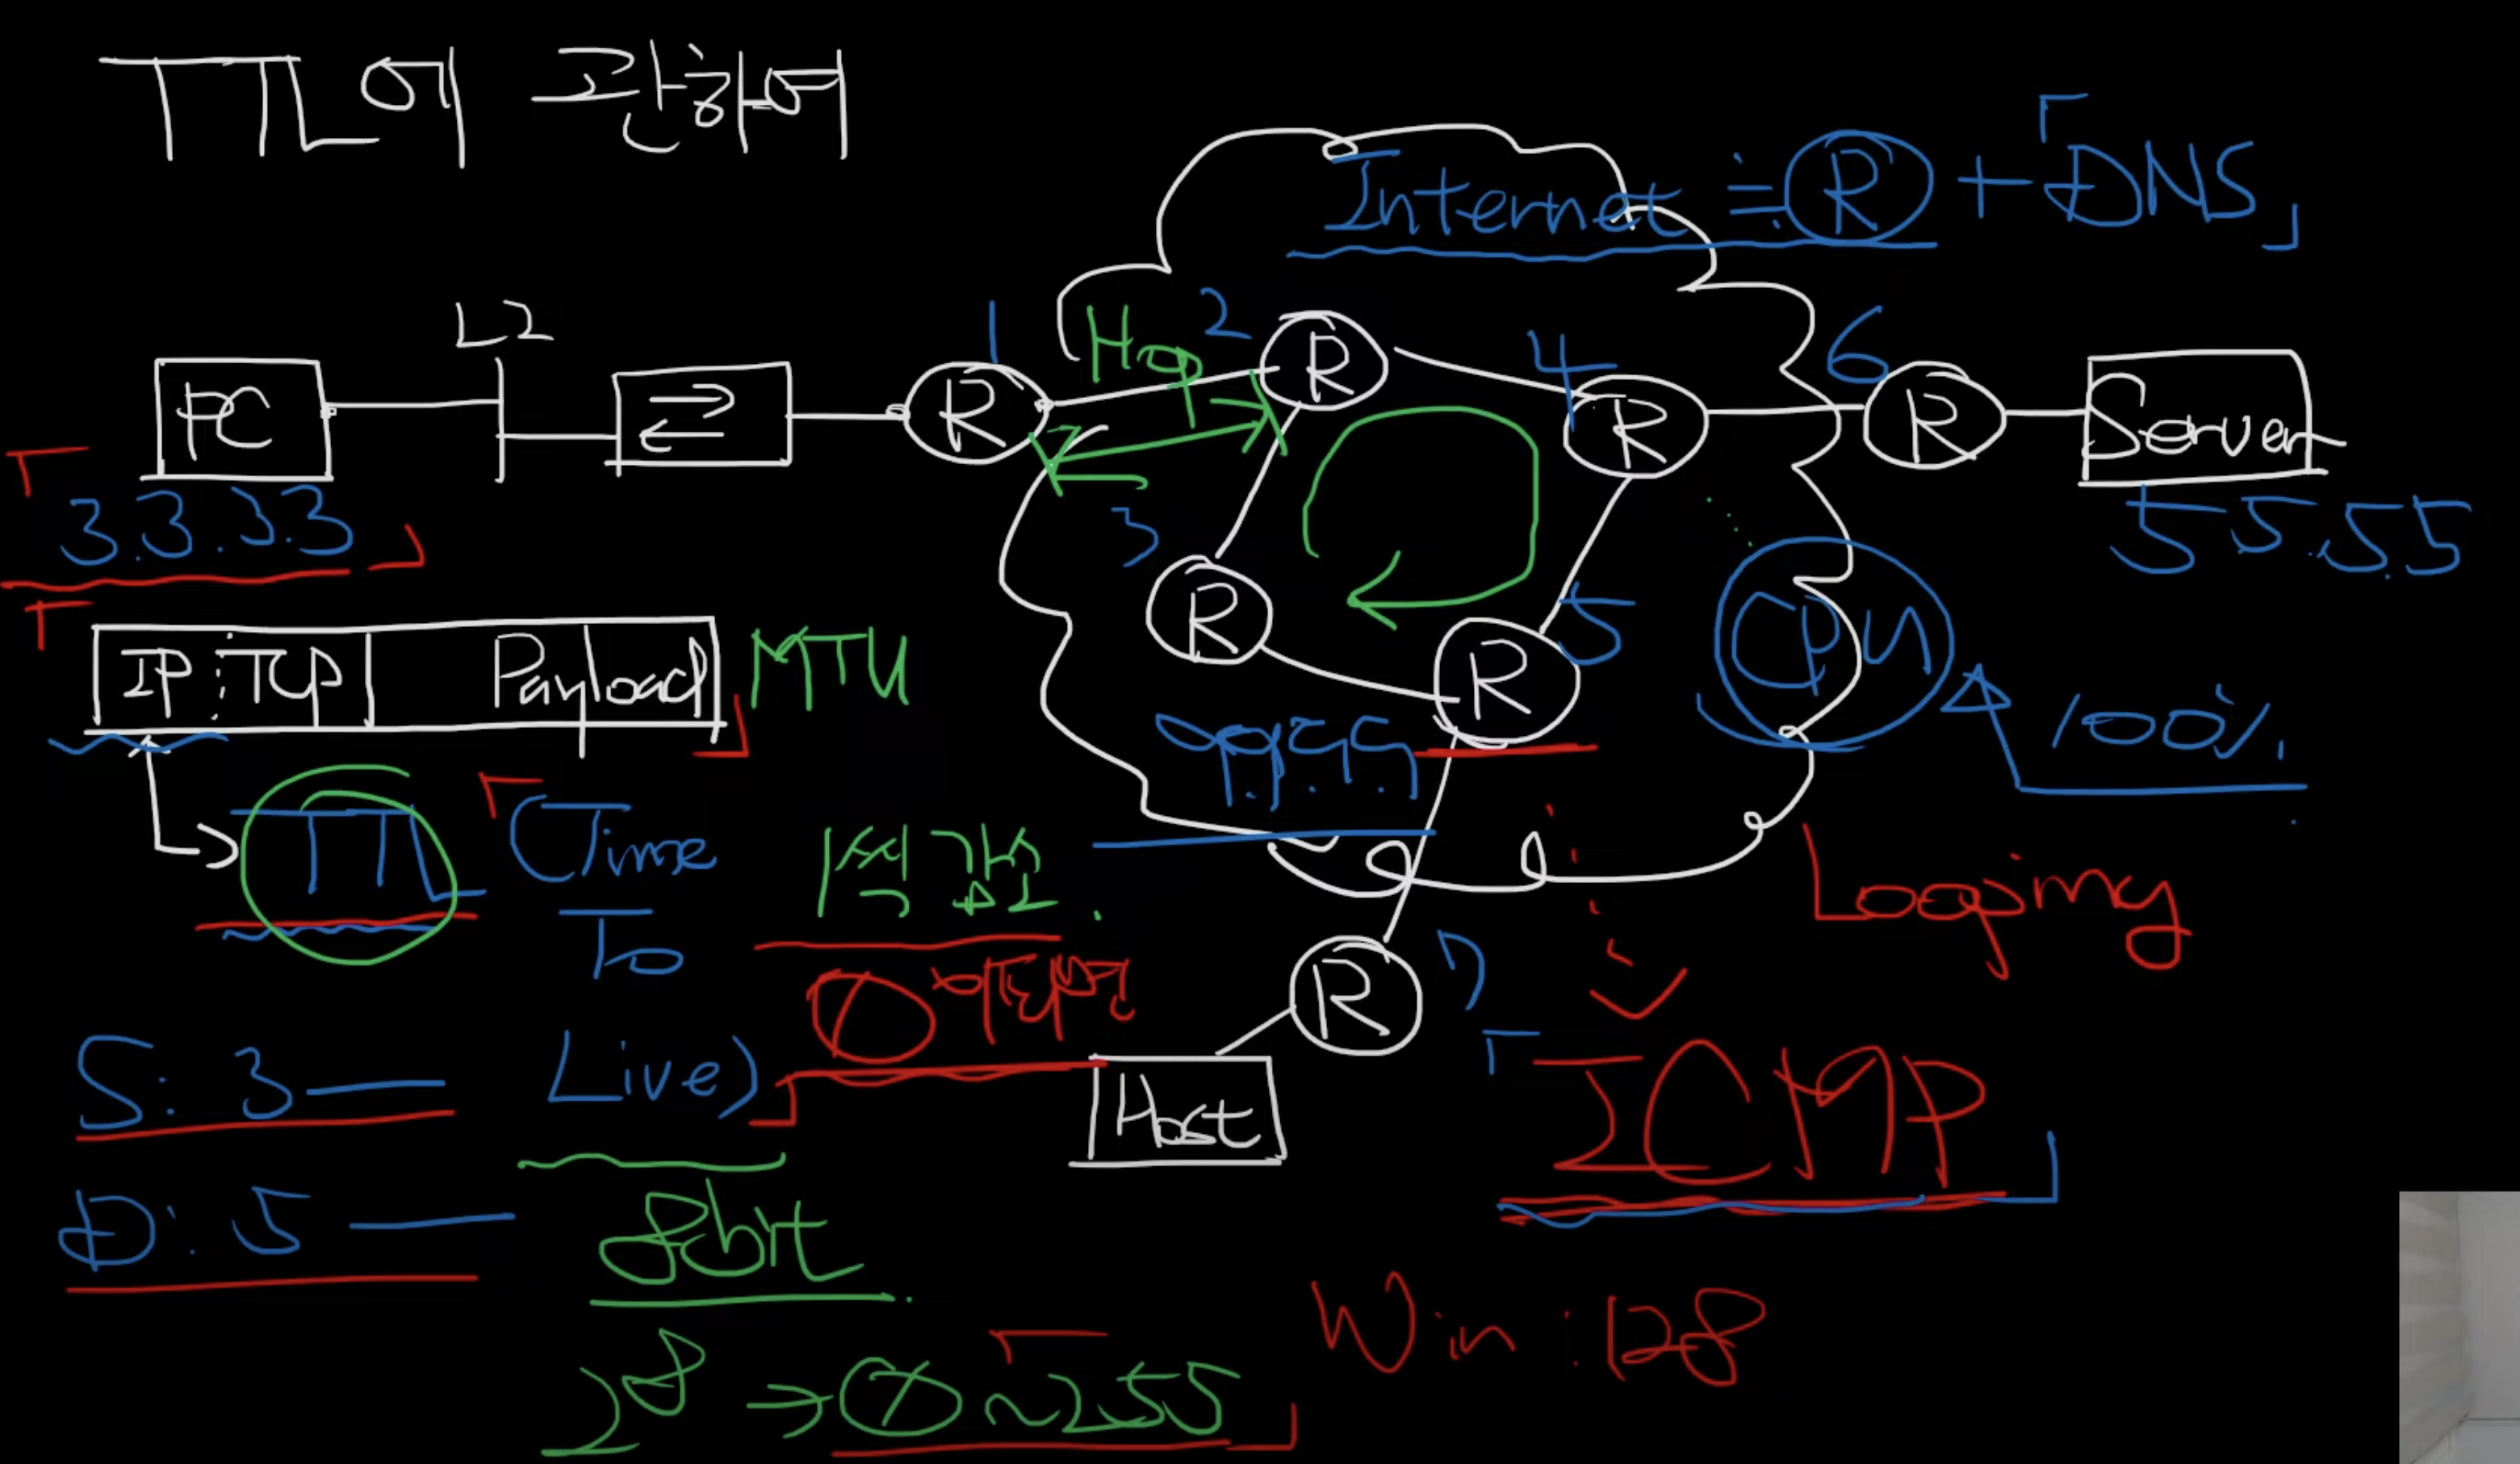 TTL에 관하여
Internet ≒ Ⓡ + 「DNS」
L2
1
Hop
2
4
6
PC
R
R
R
R
Server
3.3.3.3
3
5.5.5.5
R
5
R
CPU
100%
IP : TCP
Payload
MTU
9.9.9.9
TTL
(Time
To
Live)
1씩 감소.
0이되면
Looping
R
7
Host
「ICMP」
S: 3
D: 5
8bit
2⁸ → 0 ~ 255
Win : 128